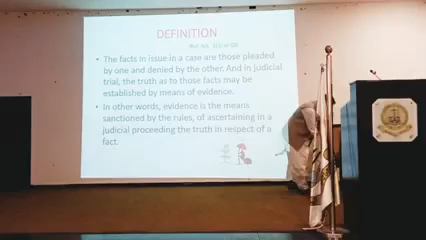 DEFINITION
• The facts in issue in a case are those pleaded
by one and denied by the other. And in judicial
trial, the truth as to those facts may be
established by means of evidence.
• In other words, evidence is the means
sanctioned by the rules, of ascertaining in a
judicial proceeding the truth in respect of a
fact.